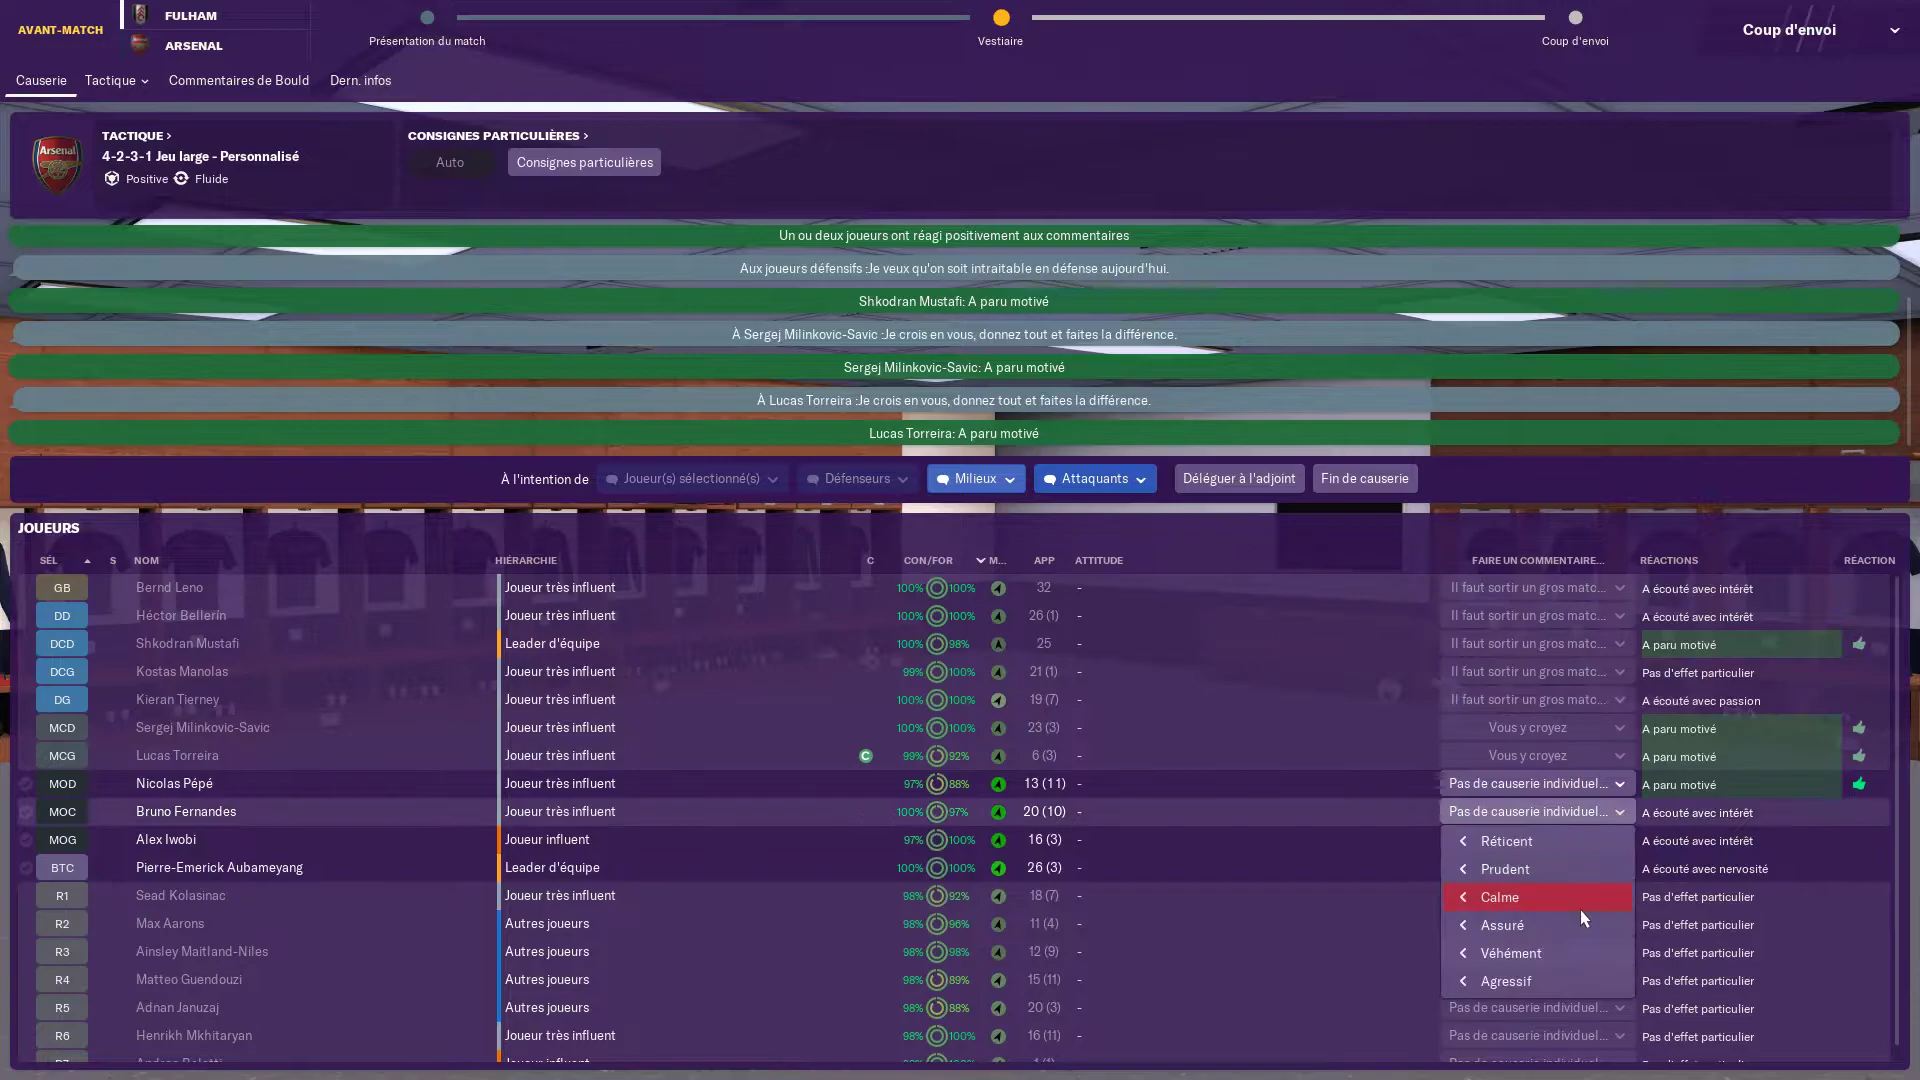 AVANT-MATCH
FULHAM
ARSENAL
Présentation du match
Vestiaire
Coup d'envoi
Coup d'envoi
Causerie Tactique Commentaires de Bould Dern. infos
Arsenal
TACTIQUE >
4-2-3-1 Jeu large - Personnalisé
Positive Fluide
CONSIGNES PARTICULIÈRES >
Auto Consignes particulières
Un ou deux joueurs ont réagi positivement aux commentaires
Aux joueurs défensifs :Je veux qu'on soit intraitable en défense aujourd'hui.
Shkodran Mustafi: A paru motivé
À Sergej Milinkovic-Savic :Je crois en vous, donnez tout et faites la différence.
Sergej Milinkovic-Savic: A paru motivé
À Lucas Torreira :Je crois en vous, donnez tout et faites la différence.
Lucas Torreira: A paru motivé
À l'intention de Joueur(s) sélectionné(s) Défenseurs Milieux Attaquants Déléguer à l'adjoint Fin de causerie
JOUEURS
SÉL S NOM HIÉRARCHIE C CON/FOR M... APP ATTITUDE FAIRE UN COMMENTAIRE... RÉACTIONS RÉACTION
GB Bernd Leno Joueur très influent 100% 100% 32 - Il faut sortir un gros matc... A écouté avec intérêt
DD Héctor Bellerín Joueur très influent 100% 100% 26 (1) - Il faut sortir un gros matc... A écouté avec intérêt
DCD Shkodran Mustafi Leader d'équipe 100% 98% 25 - Il faut sortir un gros matc... A paru motivé
DCG Kostas Manolas Joueur très influent 99% 100% 21 (1) - Il faut sortir un gros matc... Pas d'effet particulier
DG Kieran Tierney Joueur très influent 100% 100% 19 (7) - Il faut sortir un gros matc... A écouté avec passion
MCD Sergej Milinkovic-Savic Joueur très influent 100% 100% 23 (3) - Vous y croyez A paru motivé
MCG Lucas Torreira Joueur très influent C 99% 92% 6 (3) - Vous y croyez A paru motivé
MOD Nicolas Pépé Joueur très influent 97% 88% 13 (11) - Pas de causerie individuel... A paru motivé
MOC Bruno Fernandes Joueur très influent 100% 97% 20 (10) - Pas de causerie individuel... A écouté avec intérêt
MOG Alex Iwobi Joueur influent 97% 100% 16 (3) - Réticent A écouté avec intérêt
BTC Pierre-Emerick Aubameyang Leader d'équipe 100% 100% 26 (3) - Prudent A écouté avec nervosité
R1 Sead Kolasinac Joueur très influent 98% 92% 18 (7) - Calme Pas d'effet particulier
R2 Max Aarons Autres joueurs 98% 96% 11 (4) - Assuré Pas d'effet particulier
R3 Ainsley Maitland-Niles Autres joueurs 98% 98% 12 (9) - Véhément Pas d'effet particulier
R4 Matteo Guendouzi Autres joueurs 98% 89% 15 (11) - Agressif Pas d'effet particulier
R5 Adnan Januzaj Autres joueurs 98% 88% 20 (3) - Pas de causerie individuel... Pas d'effet particulier
R6 Henrikh Mkhitaryan Joueur très influent 98% 100% 16 (11) - Pas de causerie individuel... Pas d'effet particulier